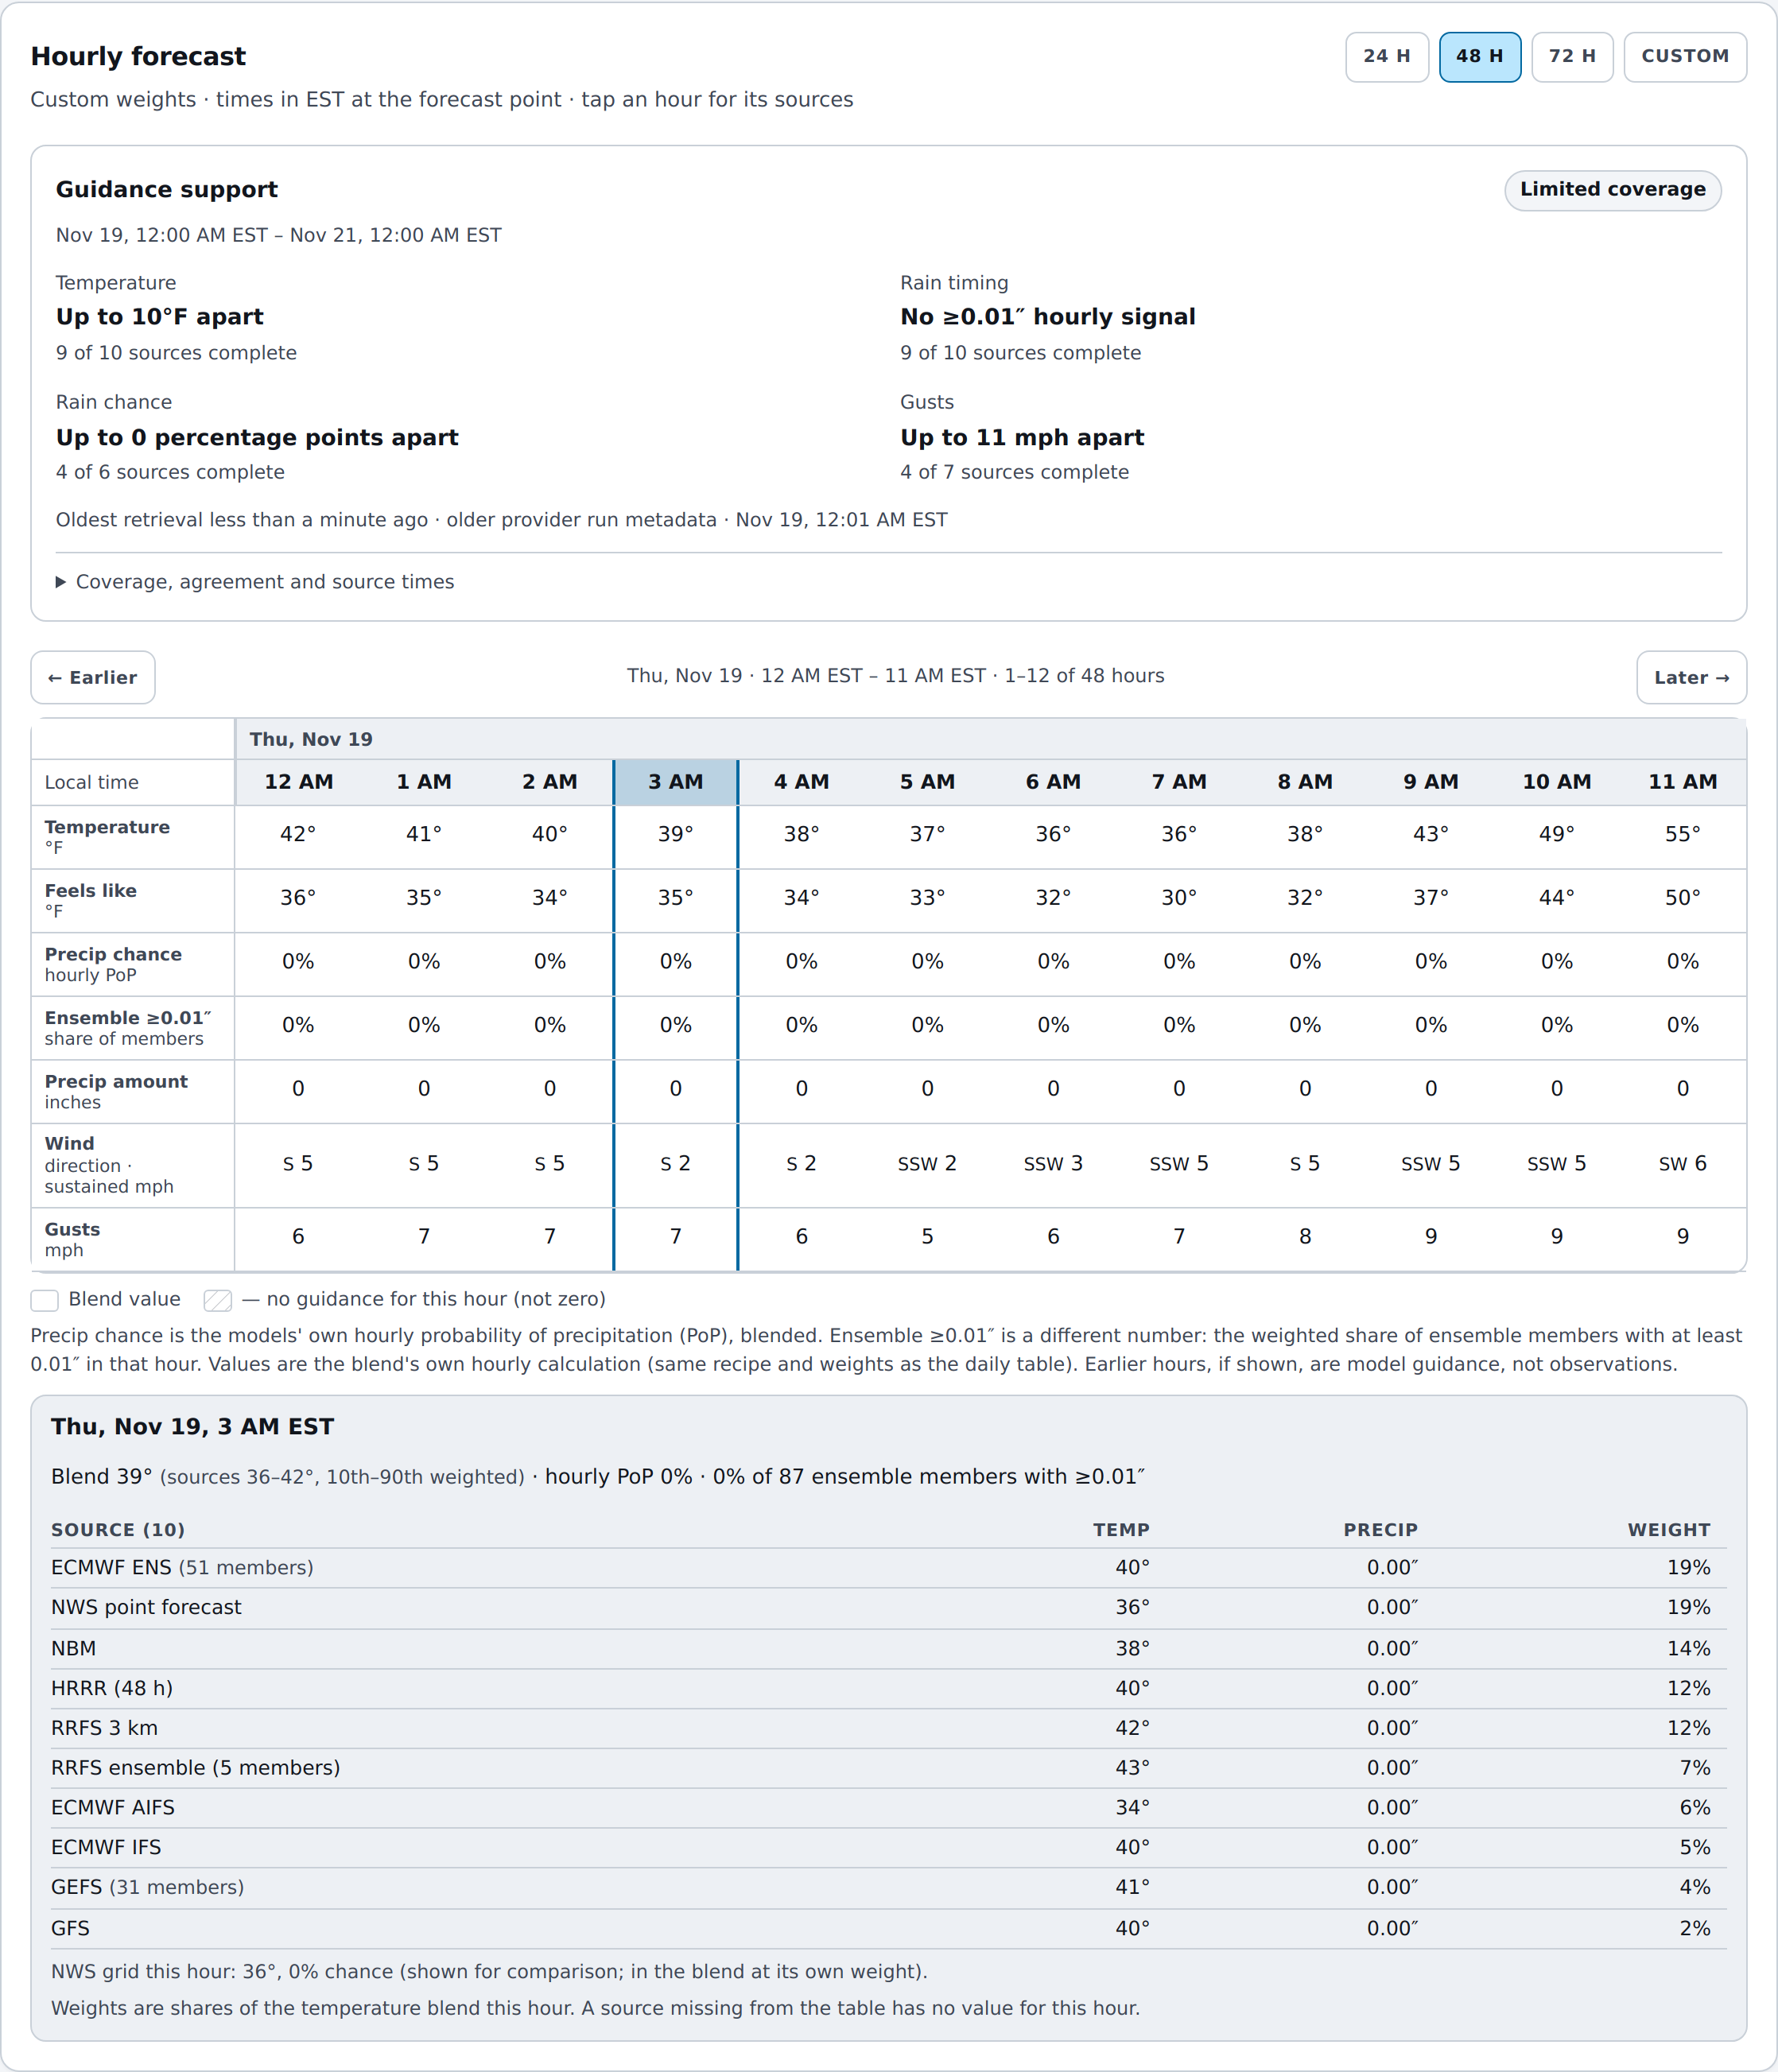 Hourly forecast
24 H 48 H 72 H CUSTOM
Custom weights · times in EST at the forecast point · tap an hour for its sources
Guidance support
Limited coverage
Nov 19, 12:00 AM EST – Nov 21, 12:00 AM EST
Temperature
Up to 10°F apart
9 of 10 sources complete
Rain timing
No ≥0.01″ hourly signal
9 of 10 sources complete
Rain chance
Up to 0 percentage points apart
4 of 6 sources complete
Gusts
Up to 11 mph apart
4 of 7 sources complete
Oldest retrieval less than a minute ago · older provider run metadata · Nov 19, 12:01 AM EST
▶ Coverage, agreement and source times
← Earlier
Thu, Nov 19 · 12 AM EST – 11 AM EST · 1–12 of 48 hours
Later →
Thu, Nov 19
Local time 12 AM 1 AM 2 AM 3 AM 4 AM 5 AM 6 AM 7 AM 8 AM 9 AM 10 AM 11 AM
Temperature
°F
42° 41° 40° 39° 38° 37° 36° 36° 38° 43° 49° 55°
Feels like
°F
36° 35° 34° 35° 34° 33° 32° 30° 32° 37° 44° 50°
Precip chance
hourly PoP
0% 0% 0% 0% 0% 0% 0% 0% 0% 0% 0% 0%
Ensemble ≥0.01″
share of members
0% 0% 0% 0% 0% 0% 0% 0% 0% 0% 0% 0%
Precip amount
inches
0 0 0 0 0 0 0 0 0 0 0 0
Wind
direction ·
sustained mph
S 5 S 5 S 5 S 2 S 2 SSW 2 SSW 3 SSW 5 S 5 SSW 5 SSW 5 SW 6
Gusts
mph
6 7 7 7 6 5 6 7 8 9 9 9
Blend value — no guidance for this hour (not zero)
Precip chance is the models' own hourly probability of precipitation (PoP), blended. Ensemble ≥0.01″ is a different number: the weighted share of ensemble members with at least
0.01″ in that hour. Values are the blend's own hourly calculation (same recipe and weights as the daily table). Earlier hours, if shown, are model guidance, not observations.
Thu, Nov 19, 3 AM EST
Blend 39° (sources 36–42°, 10th–90th weighted) · hourly PoP 0% · 0% of 87 ensemble members with ≥0.01″
SOURCE (10) TEMP PRECIP WEIGHT
ECMWF ENS (51 members) 40° 0.00″ 19%
NWS point forecast 36° 0.00″ 19%
NBM 38° 0.00″ 14%
HRRR (48 h) 40° 0.00″ 12%
RRFS 3 km 42° 0.00″ 12%
RRFS ensemble (5 members) 43° 0.00″ 7%
ECMWF AIFS 34° 0.00″ 6%
ECMWF IFS 40° 0.00″ 5%
GEFS (31 members) 41° 0.00″ 4%
GFS 40° 0.00″ 2%
NWS grid this hour: 36°, 0% chance (shown for comparison; in the blend at its own weight).
Weights are shares of the temperature blend this hour. A source missing from the table has no value for this hour.